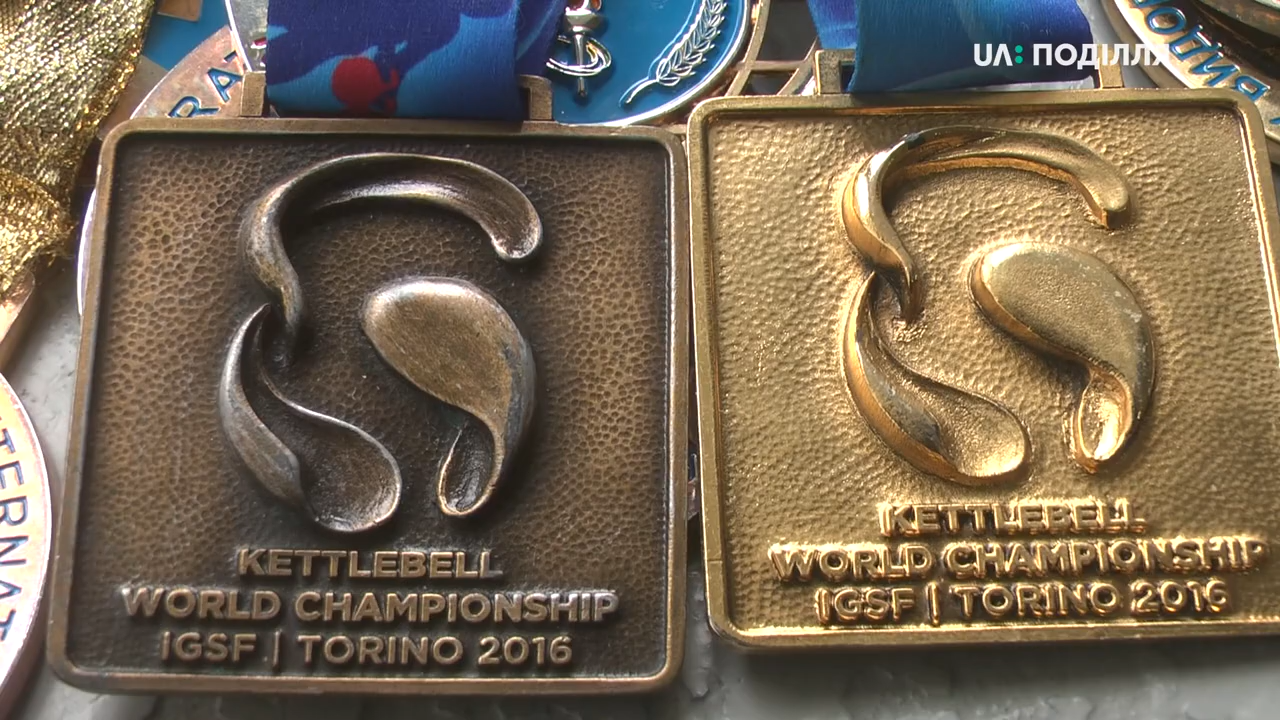 UA: ПОДІЛЛЯ
KETTLEBELL
WORLD CHAMPIONSHIP
IGSF | TORINO 2016
KETTLEBELL
WORLD CHAMPIONSHIP
IGSF | TORINO 2016